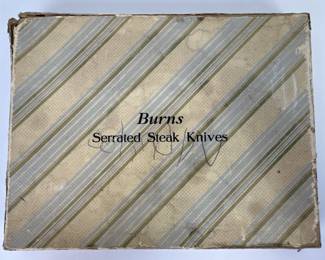 Burns
Serrated Steak Knives